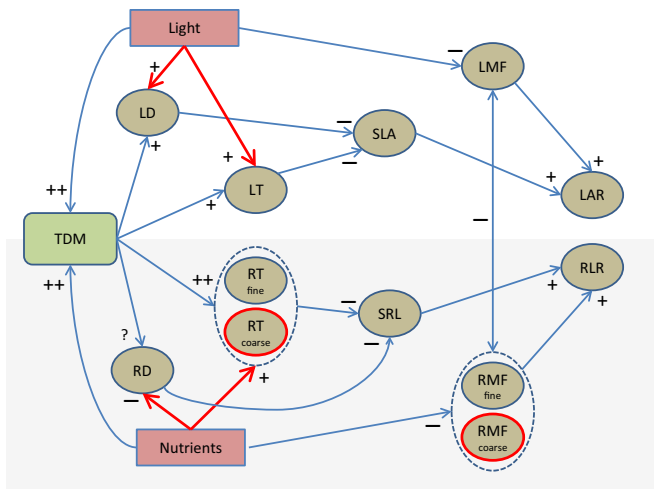 Light
−
LMF
+
LD
−
SLA
+
+
−
+
+
LT
+
LAR
++
TDM
−
++
++
RT
fine
RLR
+
+
−
SRL
−
RT
coarse
?
RD
−
+
RMF
fine
−
RMF
coarse
Nutrients